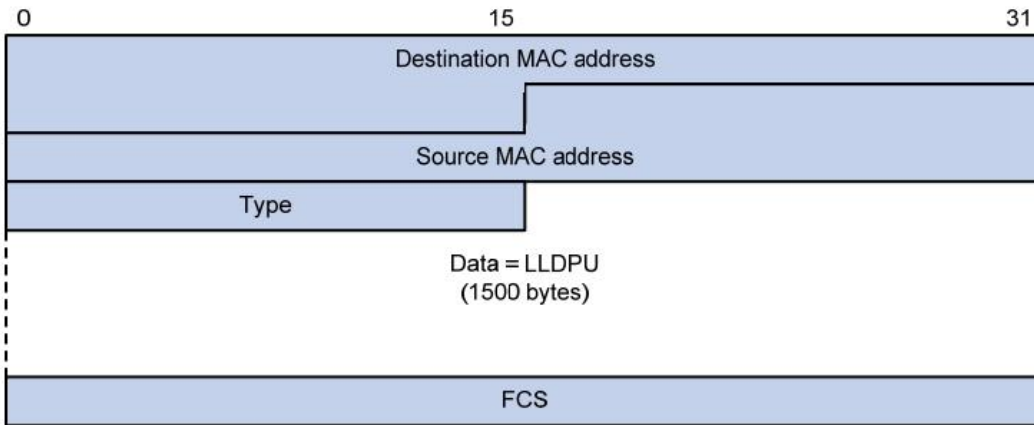 0 15 31
Destination MAC address
Source MAC address
Type
Data = LLDPU
(1500 bytes)
FCS